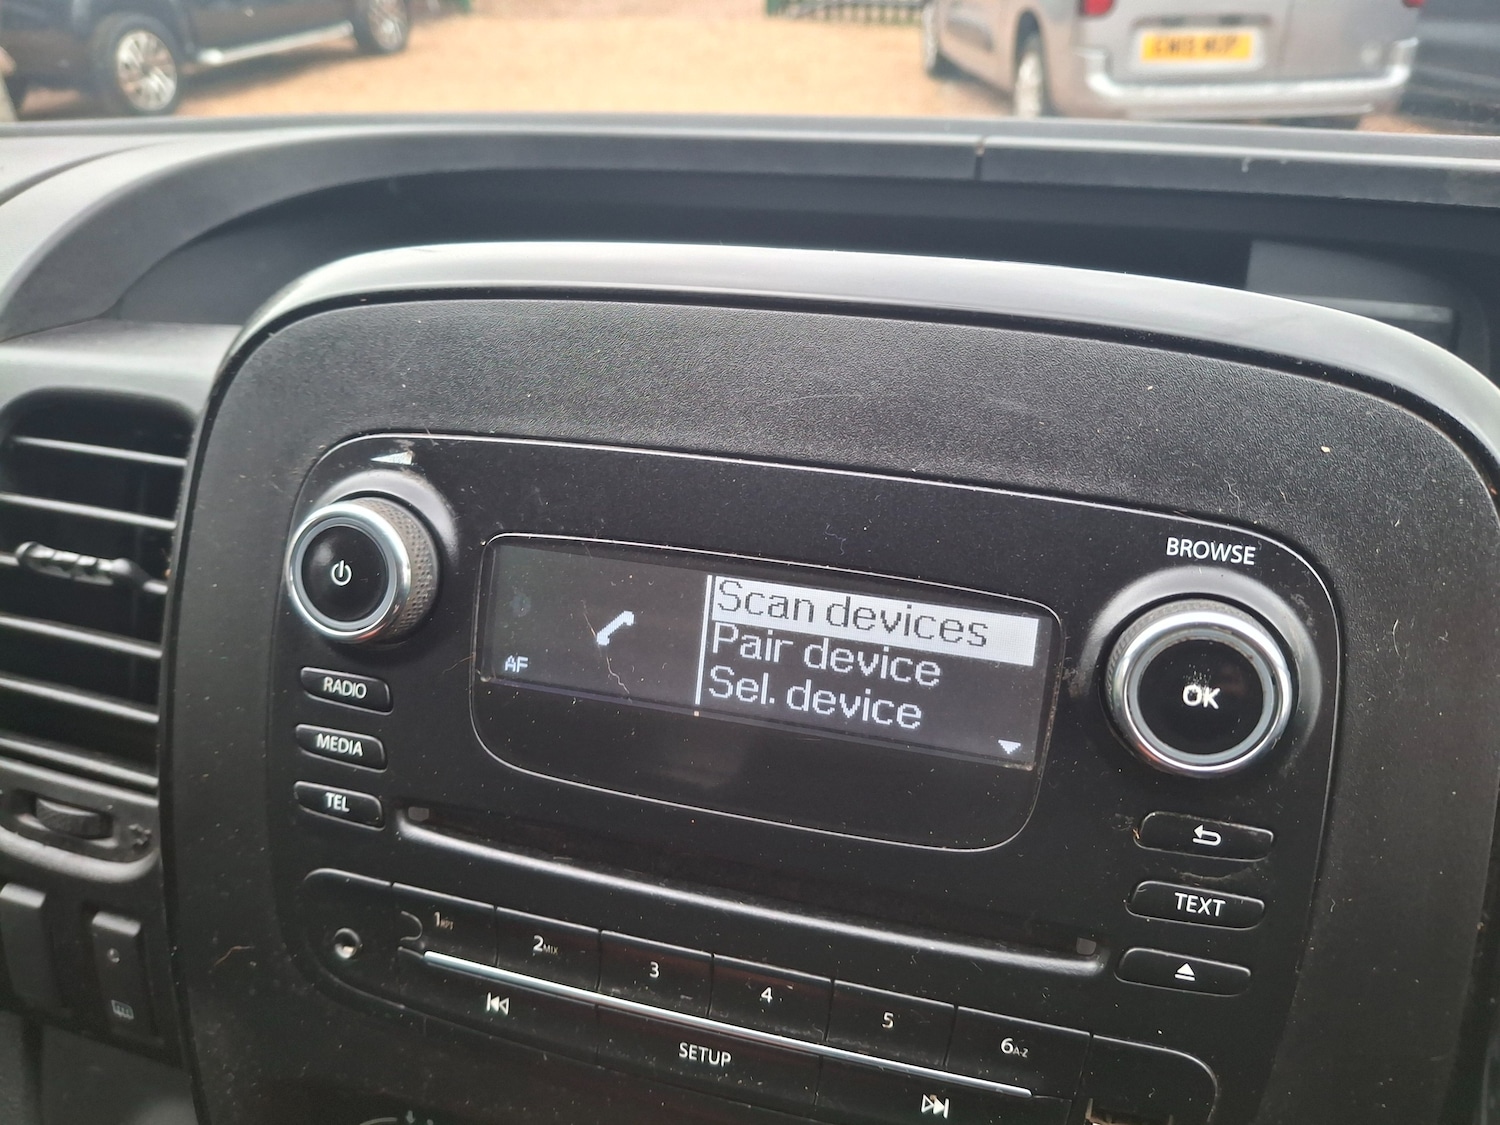 BROWSE
Scan devices
Pair device
Sel. device
AF
OK
RADIO
MEDIA
TEL
TEXT
1RPT
2MIX
3
4
5
6A-Z
SETUP